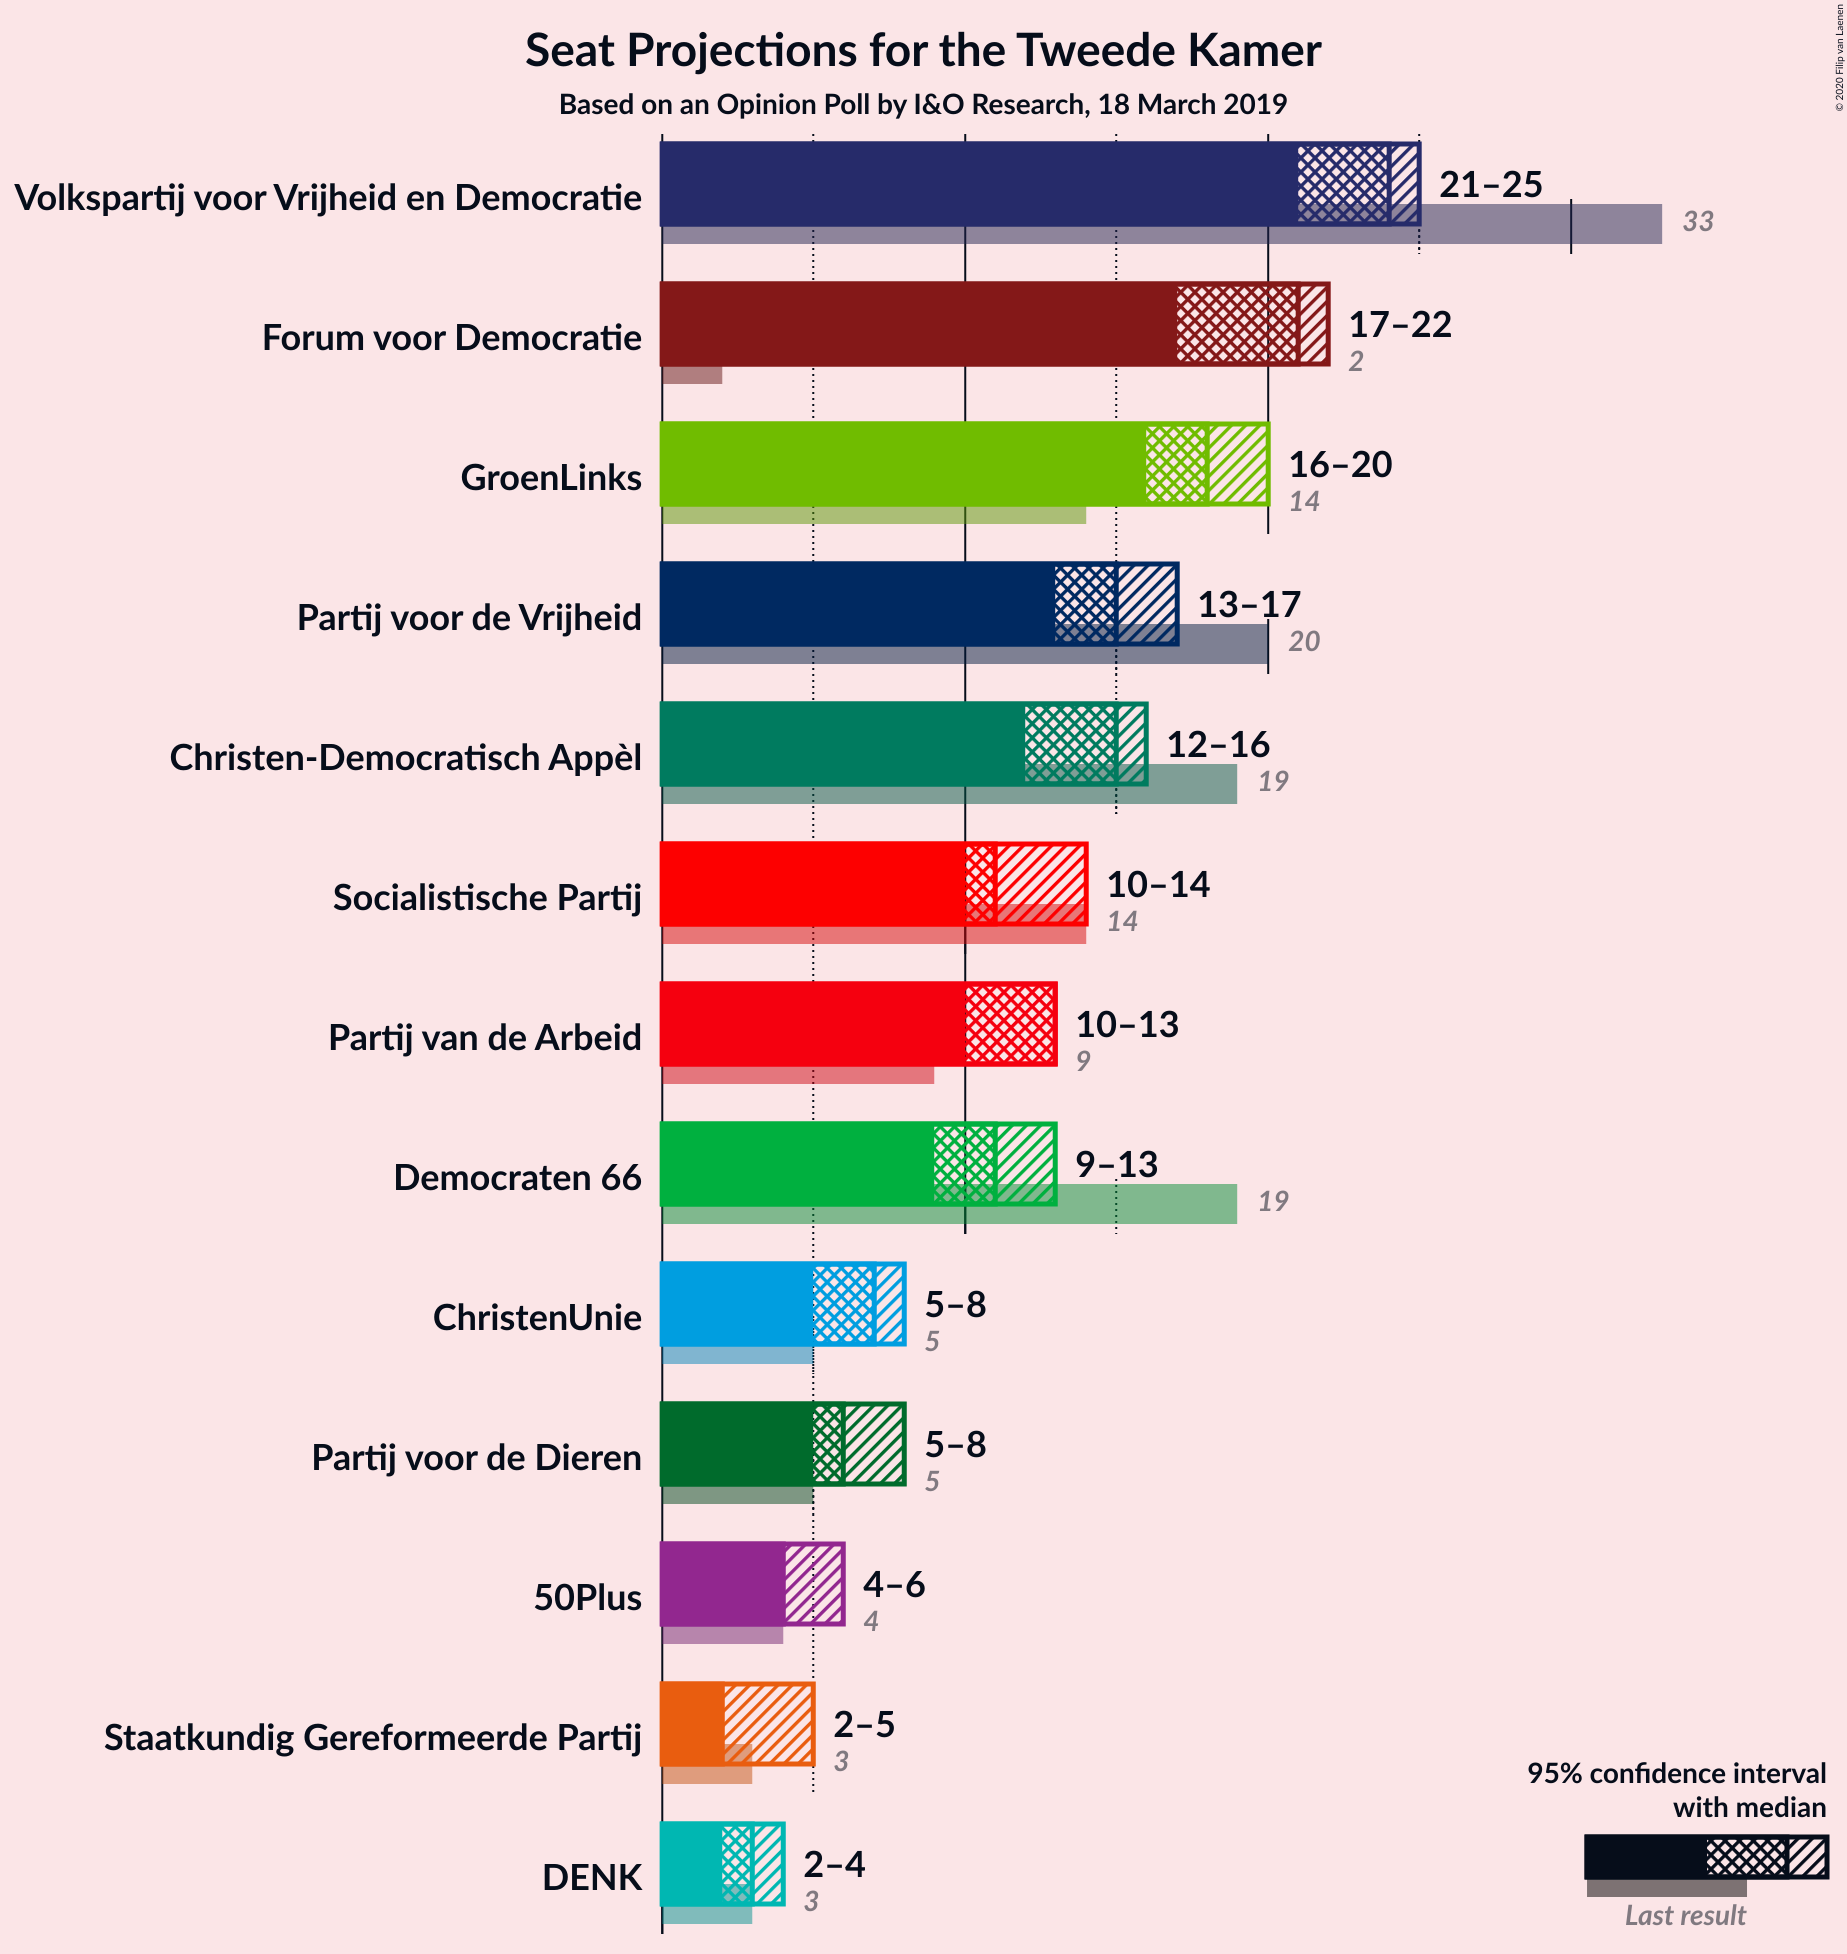 Seat Projections for the Tweede Kamer
Based on an Opinion Poll by I&O Research, 18 March 2019
© 2020 Filip van Laenen
Volkspartij voor Vrijheid en Democratie
21–25
33
Forum voor Democratie
17–22
2
GroenLinks
16–20
14
Partij voor de Vrijheid
13–17
20
Christen-Democratisch Appèl
12–16
19
Socialistische Partij
10–14
14
Partij van de Arbeid
10–13
9
Democraten 66
9–13
19
ChristenUnie
5–8
5
Partij voor de Dieren
5–8
5
50Plus
4–6
4
Staatkundig Gereformeerde Partij
2–5
3
DENK
2–4
3
95% confidence interval
with median
Last result